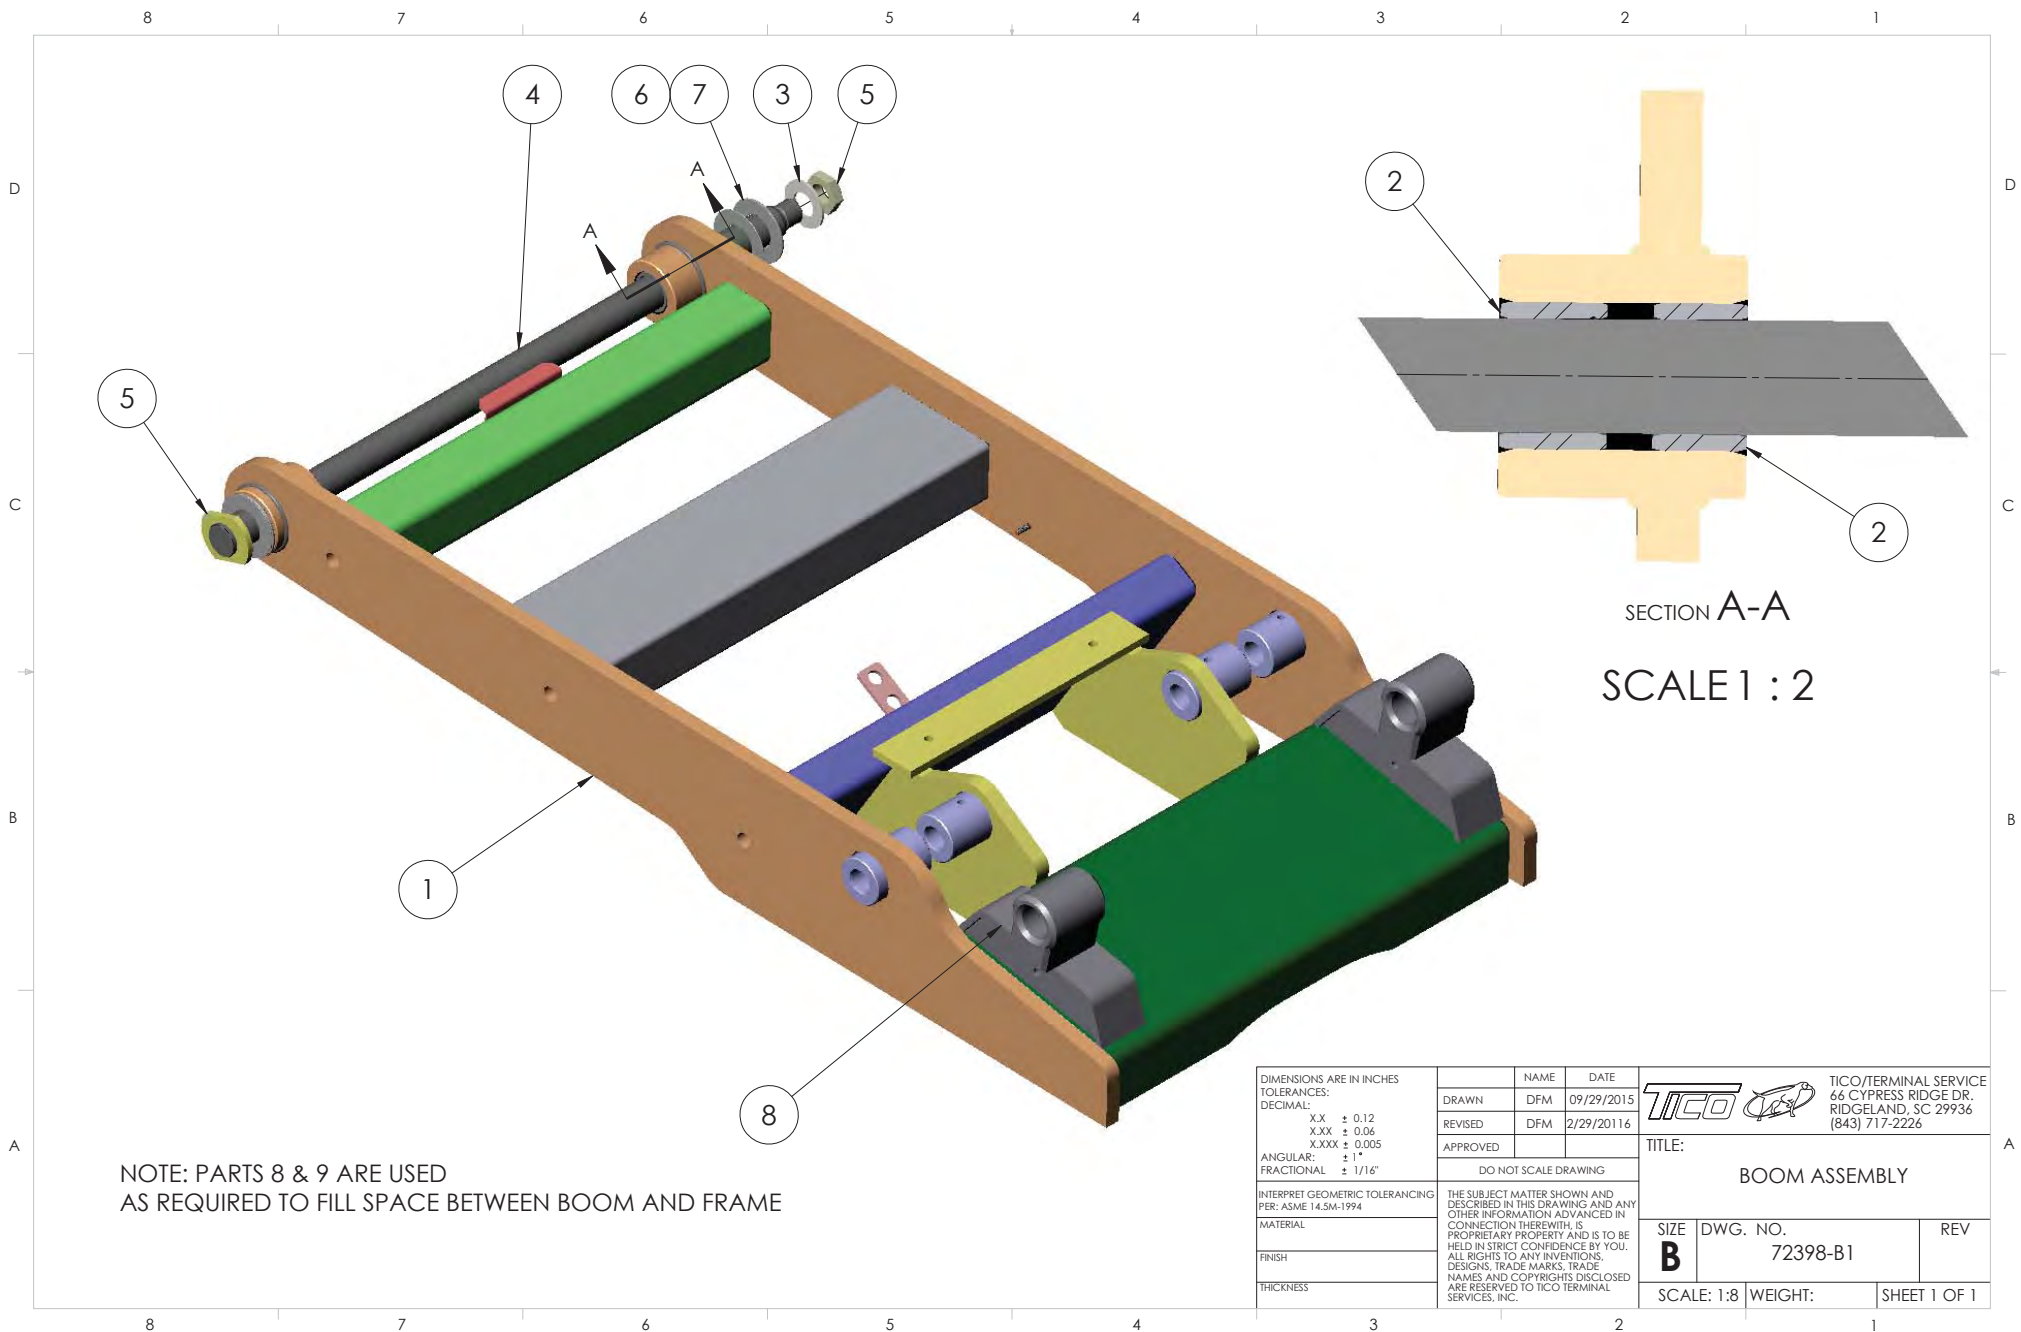 8 7 6 5 4 3 2 1
4 6 7 3 5
D D
A
2
A
5
C C
2
SECTION A-A
SCALE 1 : 2
B B
1
8
DIMENSIONS ARE IN INCHES
TOLERANCES:
DECIMAL:
X.X ± 0.12
X.XX ± 0.06
X.XXX ± 0.005
ANGULAR: ± 1°
FRACTIONAL ± 1/16"
INTERPRET GEOMETRIC TOLERANCING
PER: ASME 14.5M-1994
MATERIAL
FINISH
THICKNESS
NAME DATE
DRAWN DFM 09/29/2015
REVISED DFM 2/29/20116
APPROVED
DO NOT SCALE DRAWING
THE SUBJECT MATTER SHOWN AND
DESCRIBED IN THIS DRAWING AND ANY
OTHER INFORMATION ADVANCED IN
CONNECTION THEREWITH, IS
PROPRIETARY PROPERTY AND IS TO BE
HELD IN STRICT CONFIDENCE BY YOU.
ALL RIGHTS TO ANY INVENTIONS,
DESIGNS, TRADE MARKS, TRADE
NAMES AND COPYRIGHTS DISCLOSED
ARE RESERVED TO TICO TERMINAL
SERVICES, INC.
TICO
TICO/TERMINAL SERVICE
66 CYPRESS RIDGE DR.
RIDGELAND, SC 29936
(843) 717-2226
TITLE:
BOOM ASSEMBLY
SIZE DWG. NO. REV
B 72398-B1
SCALE: 1:8 WEIGHT: SHEET 1 OF 1
A A
NOTE: PARTS 8 & 9 ARE USED
AS REQUIRED TO FILL SPACE BETWEEN BOOM AND FRAME
8 7 6 5 4 3 2 1